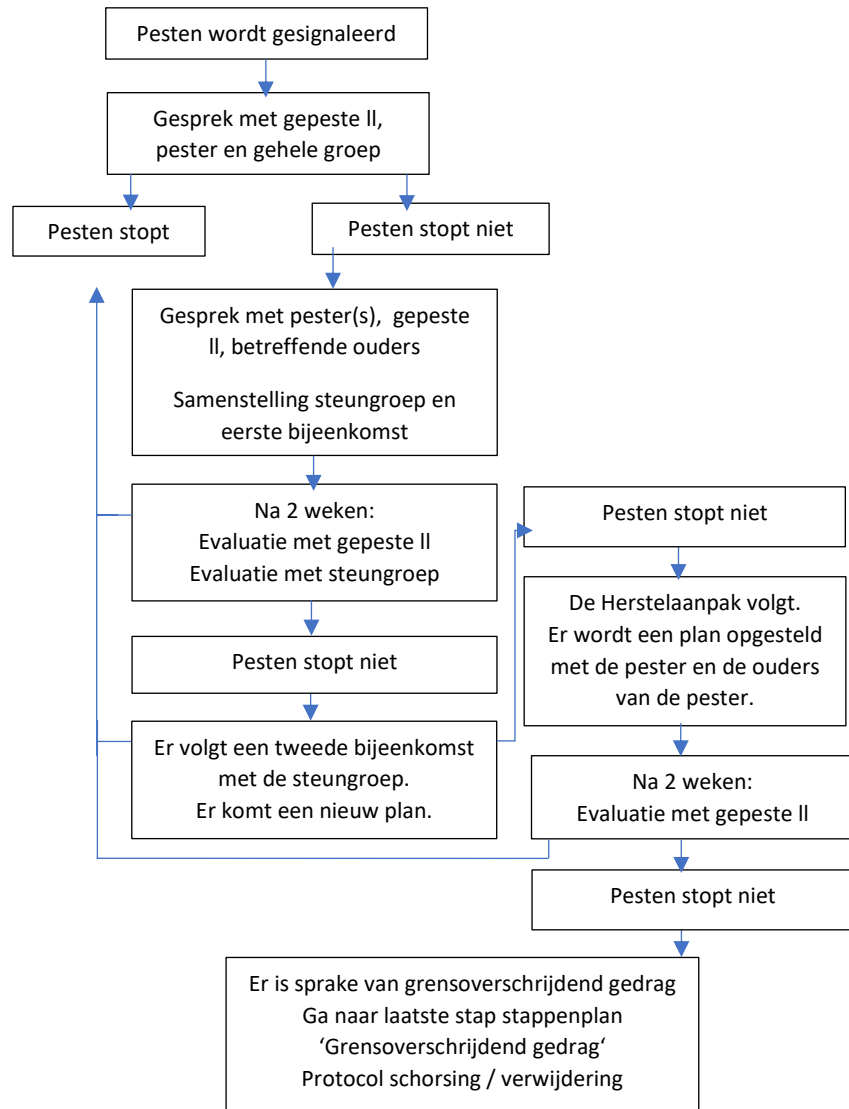 Pesten wordt gesignaleerd
Gesprek met gepeste ll,
pester en gehele groep
Pesten stopt
Pesten stopt niet
Gesprek met pester(s),  gepeste
ll, betreffende ouders
Samenstelling steungroep en
eerste bijeenkomst
Na 2 weken:
Evaluatie met gepeste ll
Evaluatie met steungroep
Pesten stopt niet
Er volgt een tweede bijeenkomst
met de steungroep.
Er komt een nieuw plan.
Pesten stopt niet
De Herstelaanpak volgt.
Er wordt een plan opgesteld
met de pester en de ouders
van de pester.
Na 2 weken:
Evaluatie met gepeste ll
Pesten stopt niet
Er is sprake van grensoverschrijdend gedrag
Ga naar laatste stap stappenplan
‘Grensoverschrijdend gedrag‘
Protocol schorsing / verwijdering